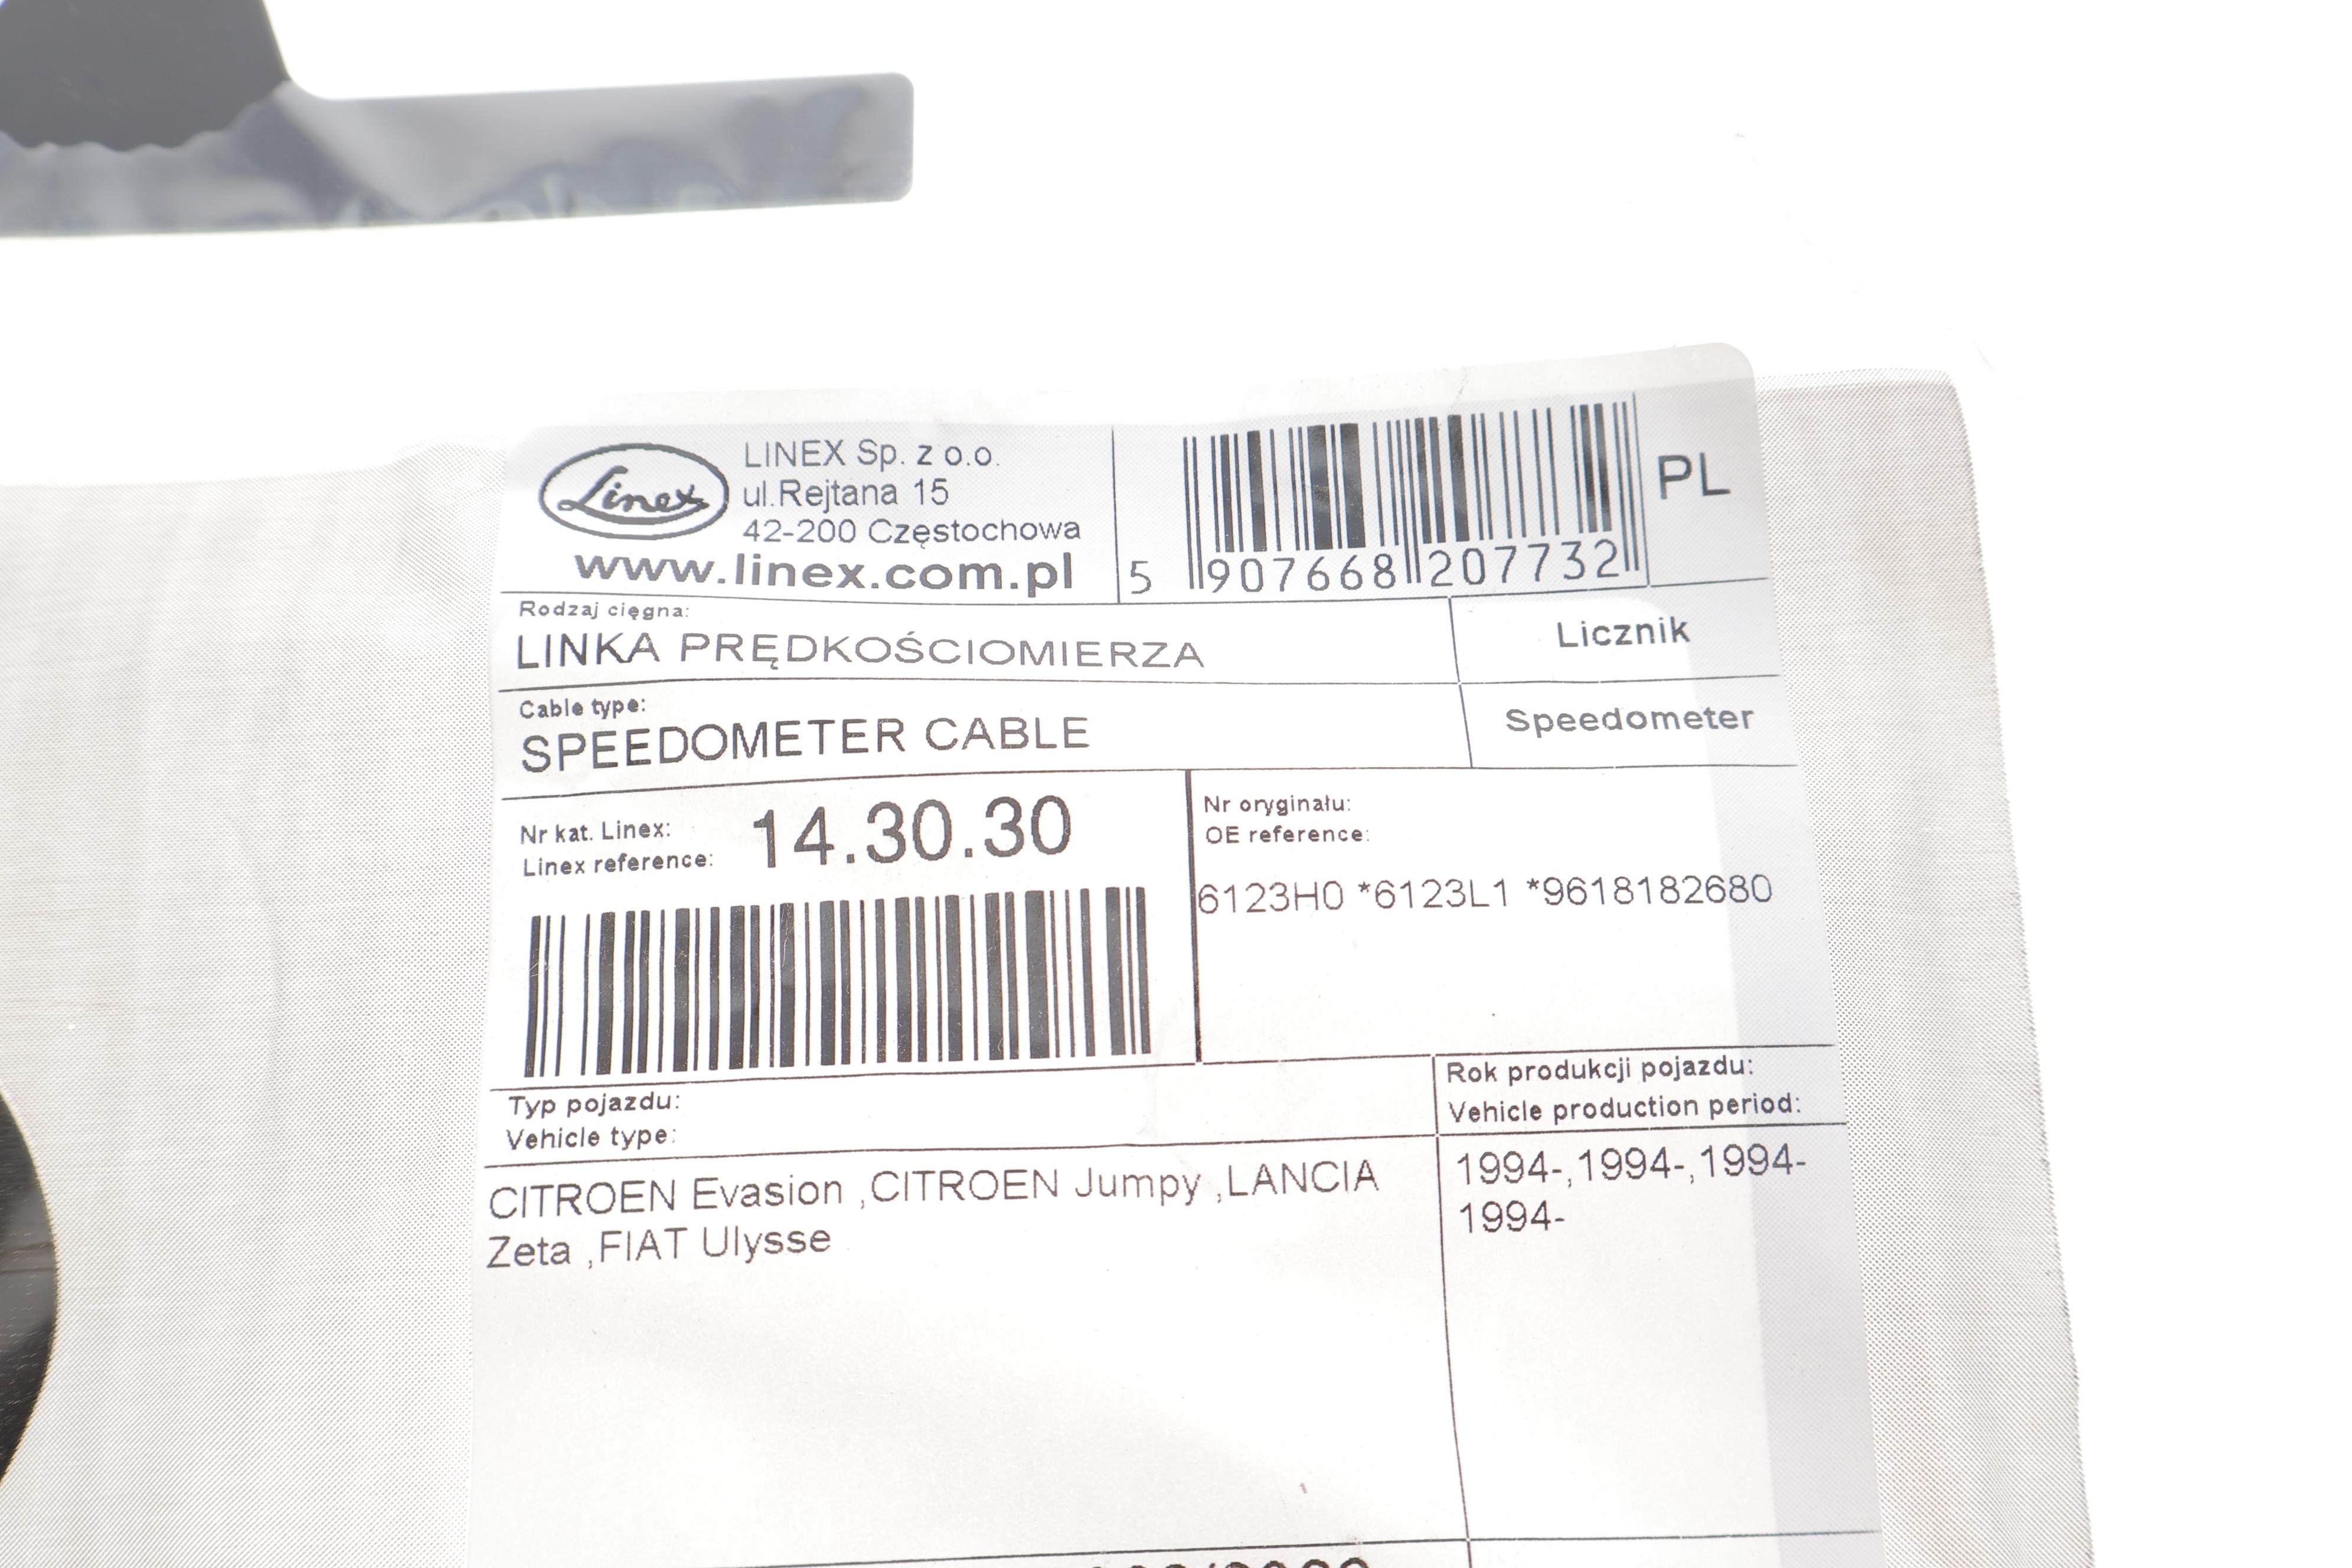 Linex
LINEX Sp. z o.o.
ul.Rejtana 15
42-200 Częstochowa
www.linex.com.pl
5 907668 207732
PL
Rodzaj cięgna:
LINKA PRĘDKOŚCIOMIERZA
Licznik
Cable type:
SPEEDOMETER CABLE
Speedometer
Nr kat. Linex:
Linex reference:
14.30.30
Nr oryginału:
OE reference:
6123H0 *6123L1 *9618182680
Typ pojazdu:
Vehicle type:
Rok produkcji pojazdu:
Vehicle production period:
CITROEN Evasion ,CITROEN Jumpy ,LANCIA
Zeta ,FIAT Ulysse
1994-,1994-,1994-
1994-